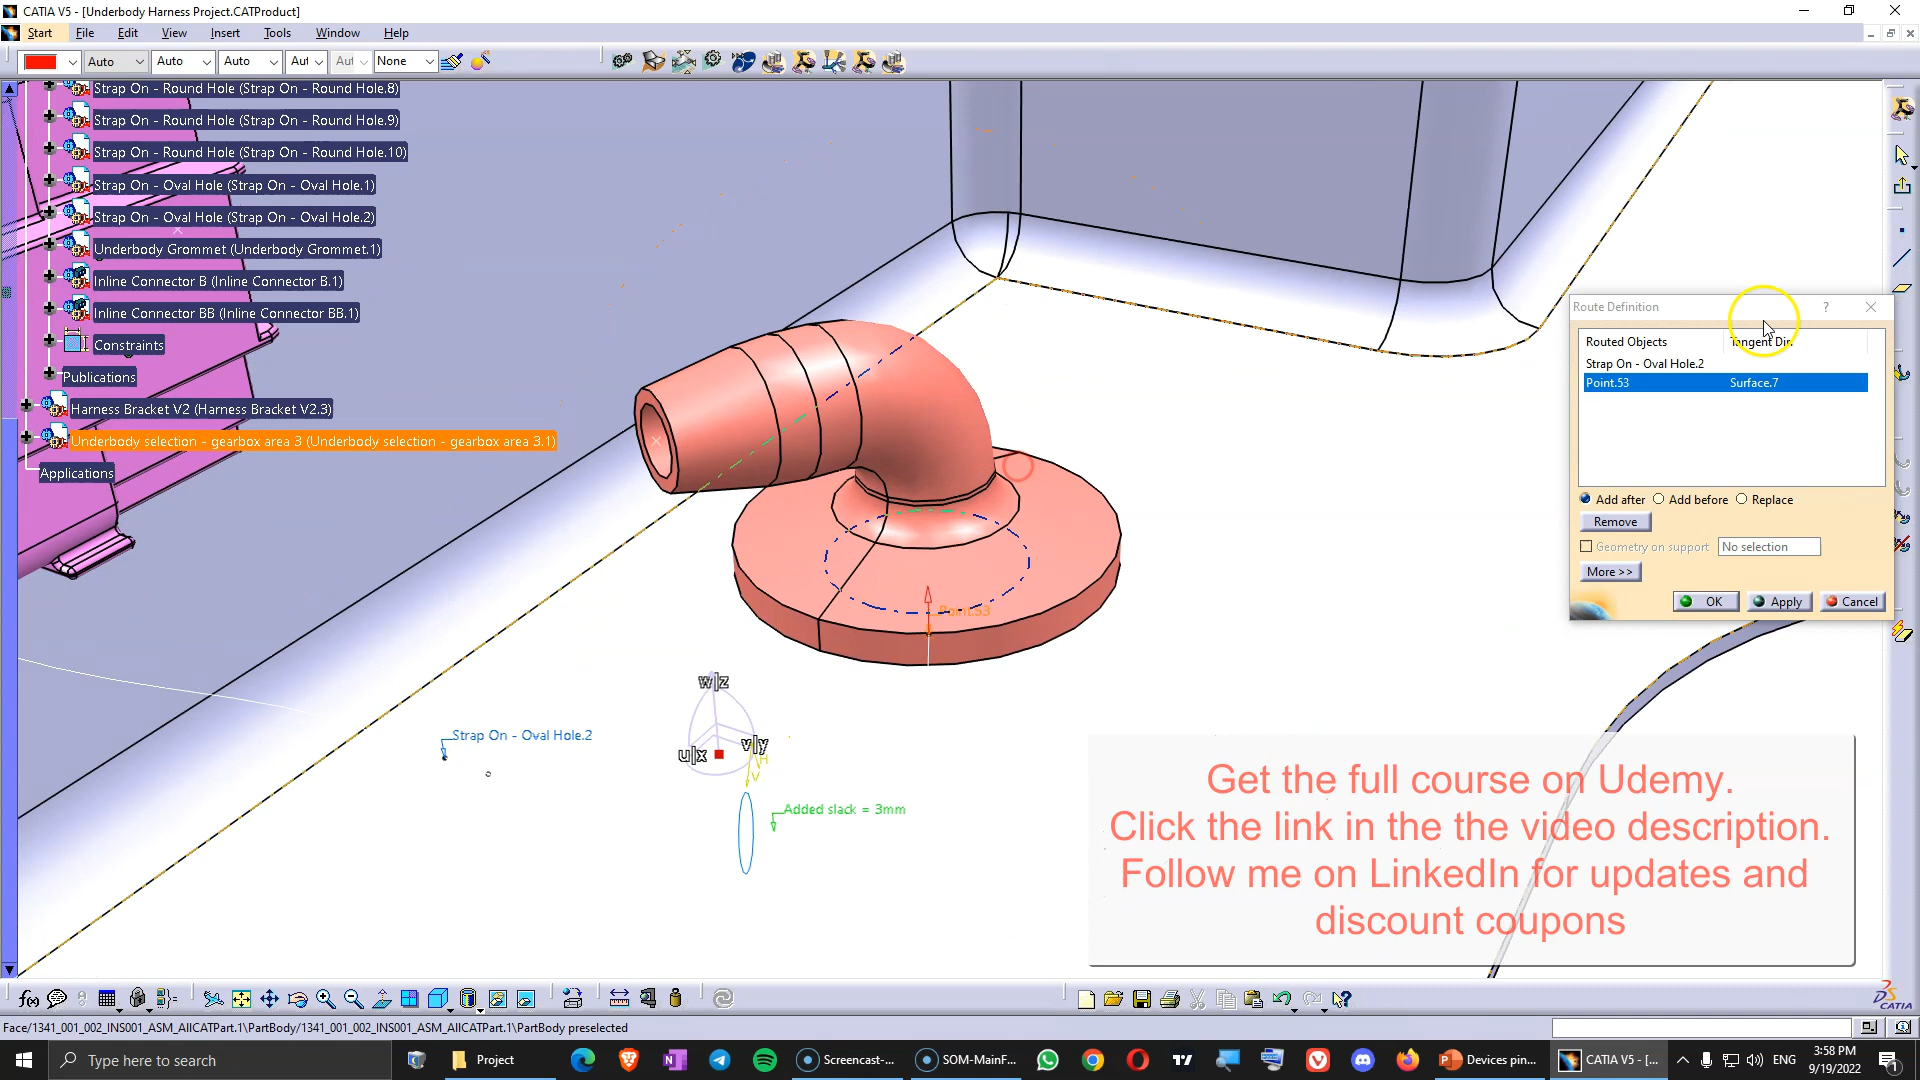 CATIA V5 - [Underbody Harness Project.CATProduct]
Start File Edit View Insert Tools Window Help
Auto Auto Auto Aut Aut None
Strap On - Round Hole (Strap On - Round Hole.8)
Strap On - Round Hole (Strap On - Round Hole.9)
Strap On - Round Hole (Strap On - Round Hole.10)
Strap On - Oval Hole (Strap On - Oval Hole.1)
Strap On - Oval Hole (Strap On - Oval Hole.2)
Underbody Grommet (Underbody Grommet.1)
Inline Connector B (Inline Connector B.1)
Inline Connector BB (Inline Connector BB.1)
Constraints
Publications
Harness Bracket V2 (Harness Bracket V2.3)
Underbody selection - gearbox area 3 (Underbody selection - gearbox area 3.1)
Applications
Route Definition ?
Routed Objects Tangent Dir.
Strap On - Oval Hole.2
Point.53 Surface.7
Add after Add before Replace
Remove
Geometry on support No selection
More >>
OK Apply Cancel
Point.53
w|z
Strap On - Oval Hole.2
v|y
u|x
H
V
Added slack = 3mm
Get the full course on Udemy.
Click the link in the the video description.
Follow me on LinkedIn for updates and
discount coupons
CATIA
Face/1341_001_002_INS001_ASM_AllCATPart.1\PartBody/1341_001_002_INS001_ASM_AllCATPart.1\PartBody preselected
Type here to search
Project
Screencast-...
SOM-MainF...
Devices pin...
CATIA V5 - [...
ENG
3:58 PM
9/19/2022
1